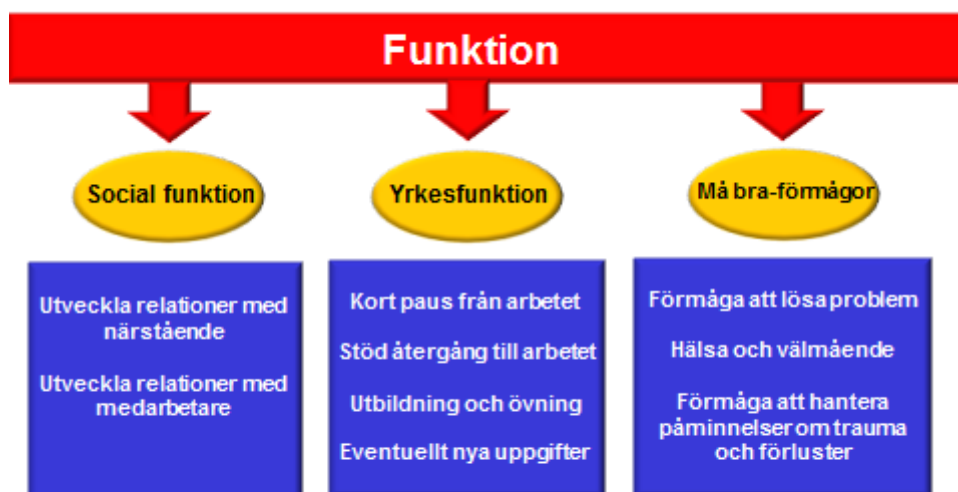 Funktion
Social funktion
Utveckla relationer med
närstående
Utveckla relationer med
medarbetare
Yrkesfunktion
Kort paus från arbetet
Stöd återgång till arbetet
Utbildning och övning
Eventuellt nya uppgifter
Må bra-förmågor
Förmåga att lösa problem
Hälsa och välmående
Förmåga att hantera
påminnelser om trauma
och förluster